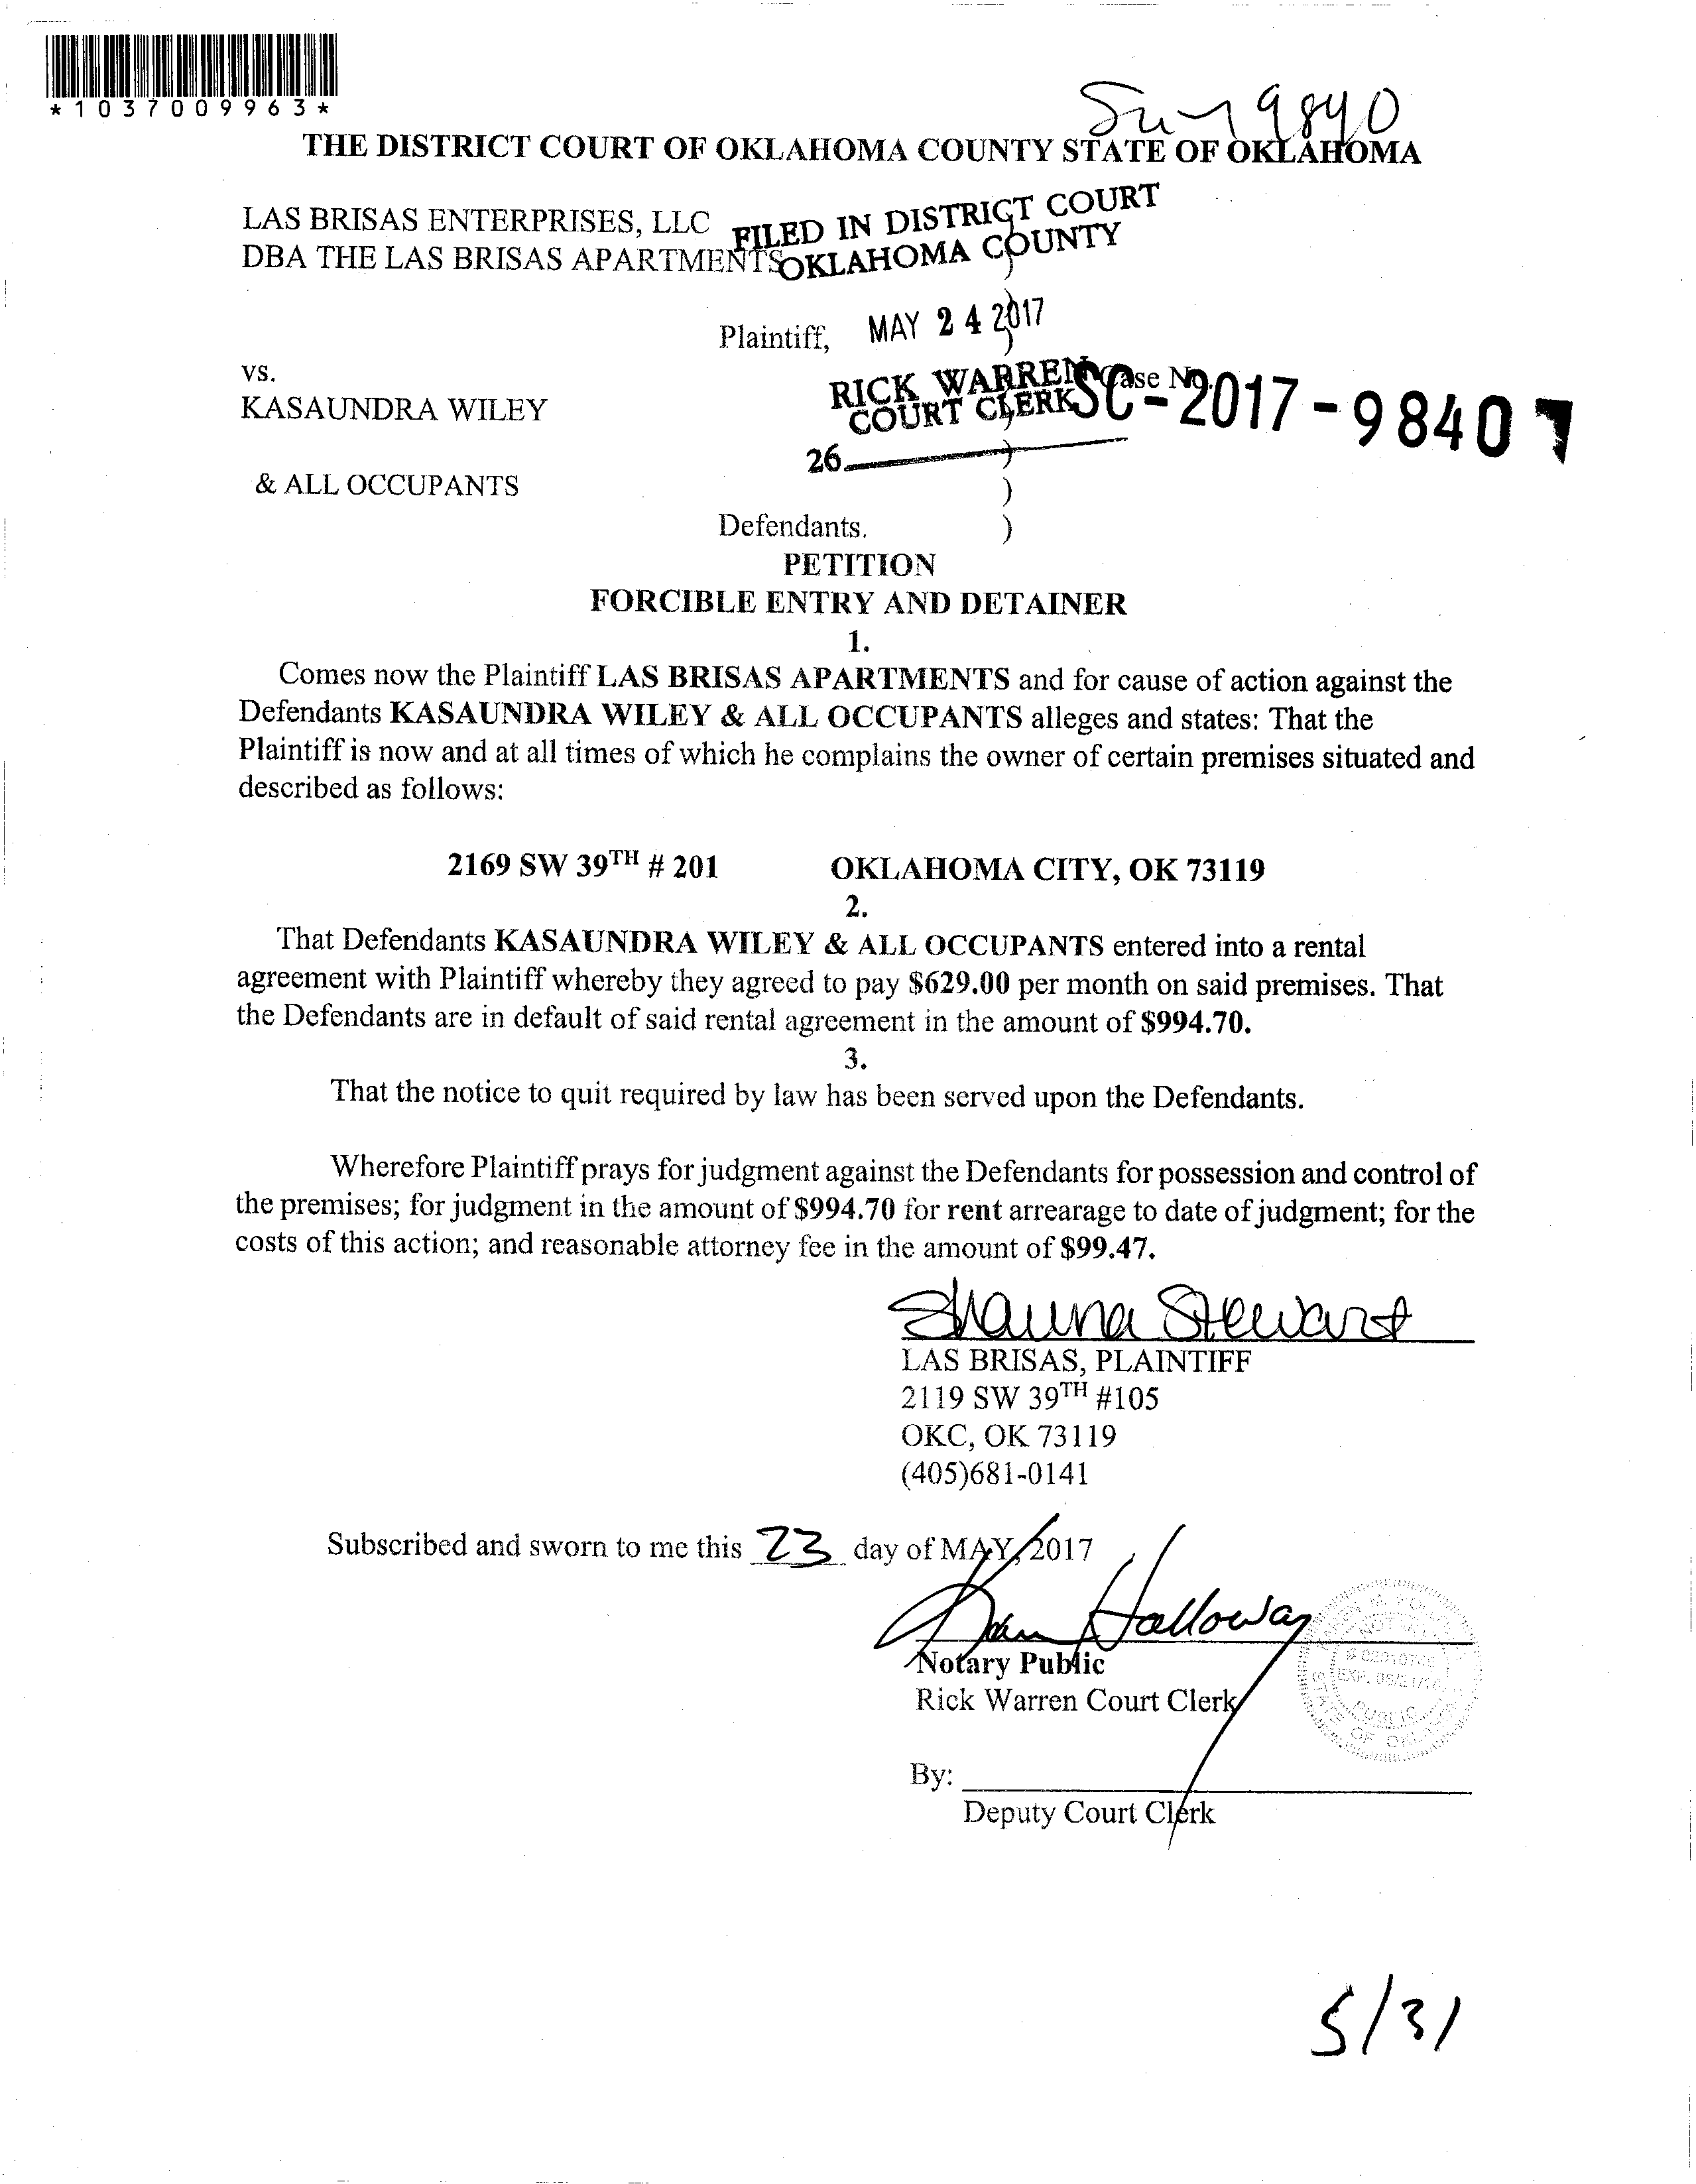 *1037009963*
9840
THE DISTRICT COURT OF OKLAHOMA COUNTY STATE OF OKLAHOMA
LAS BRISAS ENTERPRISES, LLC
DBA THE LAS BRISAS APARTMENTS
FILED IN DISTRICT COURT
OKLAHOMA COUNTY
)
Plaintiff,
MAY 24 2017
)
vs.
RICK WARREN
COURT CLERK
Case No.
SC-2017-9840
KASAUNDRA WILEY
)
26
)
& ALL OCCUPANTS
)
Defendants.
)
PETITION
FORCIBLE ENTRY AND DETAINER
1.
Comes now the Plaintiff LAS BRISAS APARTMENTS and for cause of action against the
Defendants KASAUNDRA WILEY & ALL OCCUPANTS alleges and states: That the
Plaintiff is now and at all times of which he complains the owner of certain premises situated and
described as follows:
2169 SW 39TH # 201 OKLAHOMA CITY, OK 73119
2.
That Defendants KASAUNDRA WILEY & ALL OCCUPANTS entered into a rental
agreement with Plaintiff whereby they agreed to pay $629.00 per month on said premises. That
the Defendants are in default of said rental agreement in the amount of $994.70.
3.
That the notice to quit required by law has been served upon the Defendants.
Wherefore Plaintiff prays for judgment against the Defendants for possession and control of
the premises; for judgment in the amount of $994.70 for rent arrearage to date of judgment; for the
costs of this action; and reasonable attorney fee in the amount of $99.47.
Shauna Stewart
LAS BRISAS, PLAINTIFF
2119 SW 39TH #105
OKC, OK 73119
(405)681-0141
Subscribed and sworn to me this 23 day of MAY, 2017
Holloway
Notary Public
Rick Warren Court Clerk
By:
Deputy Court Clerk
NOTARY
PUBLIC
STATE OF OKLAHOMA
5/31